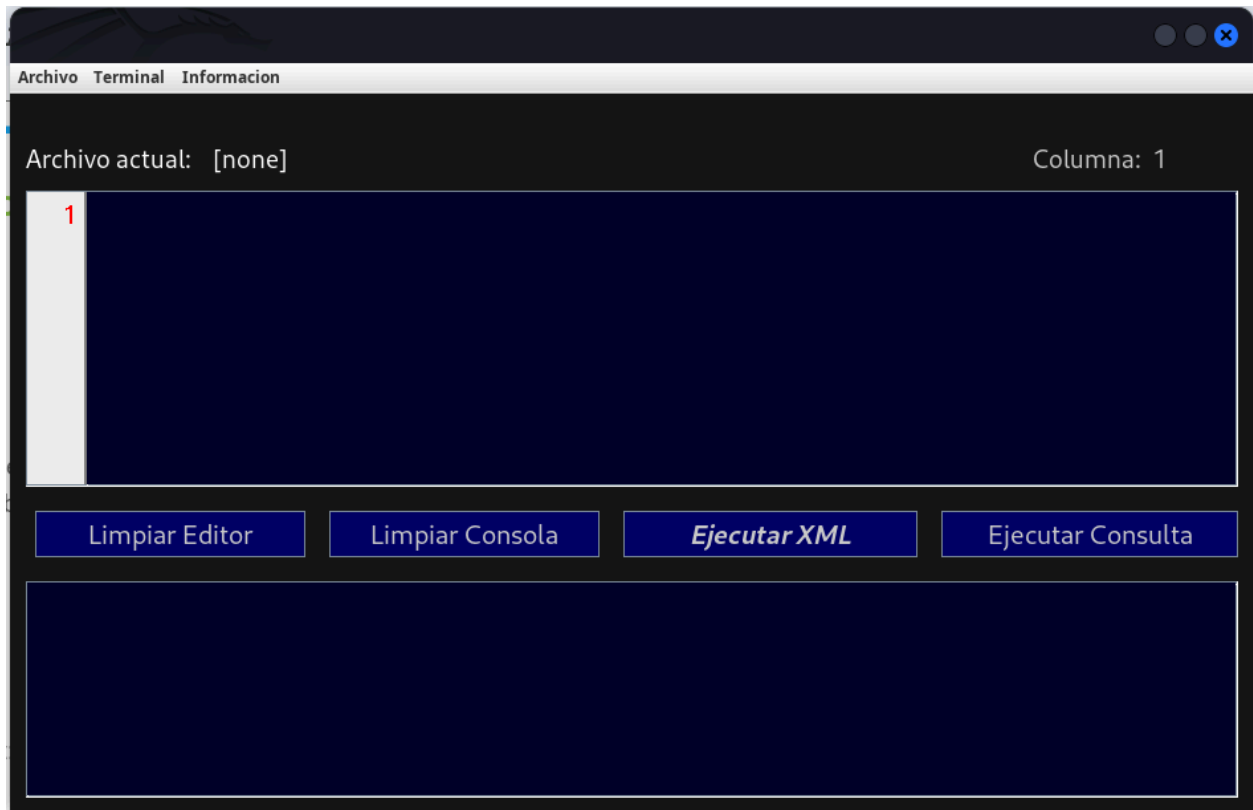 Archivo Terminal Informacion
Archivo actual: [none] Columna: 1
1
Limpiar Editor Limpiar Consola Ejecutar XML Ejecutar Consulta